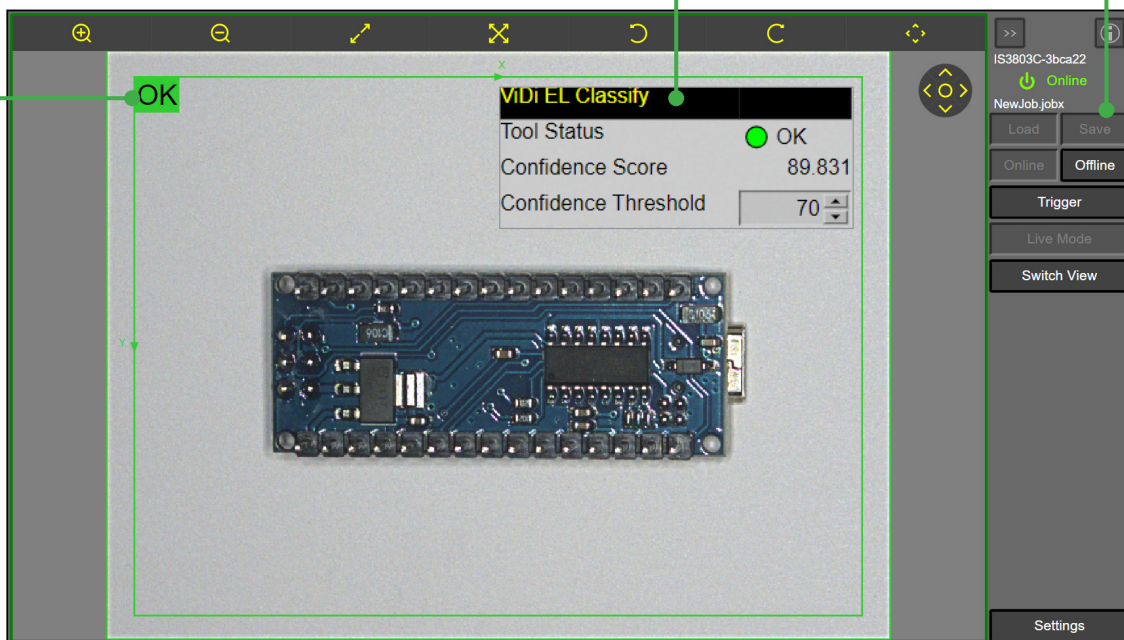 >>
IS3803C-3bca22
Online
NewJob.jobx
Load Save
Online Offline
Trigger
Live Mode
Switch View
Settings
OK
X
ViDi EL Classify
Tool Status OK
Confidence Score 89.831
Confidence Threshold 70
Y